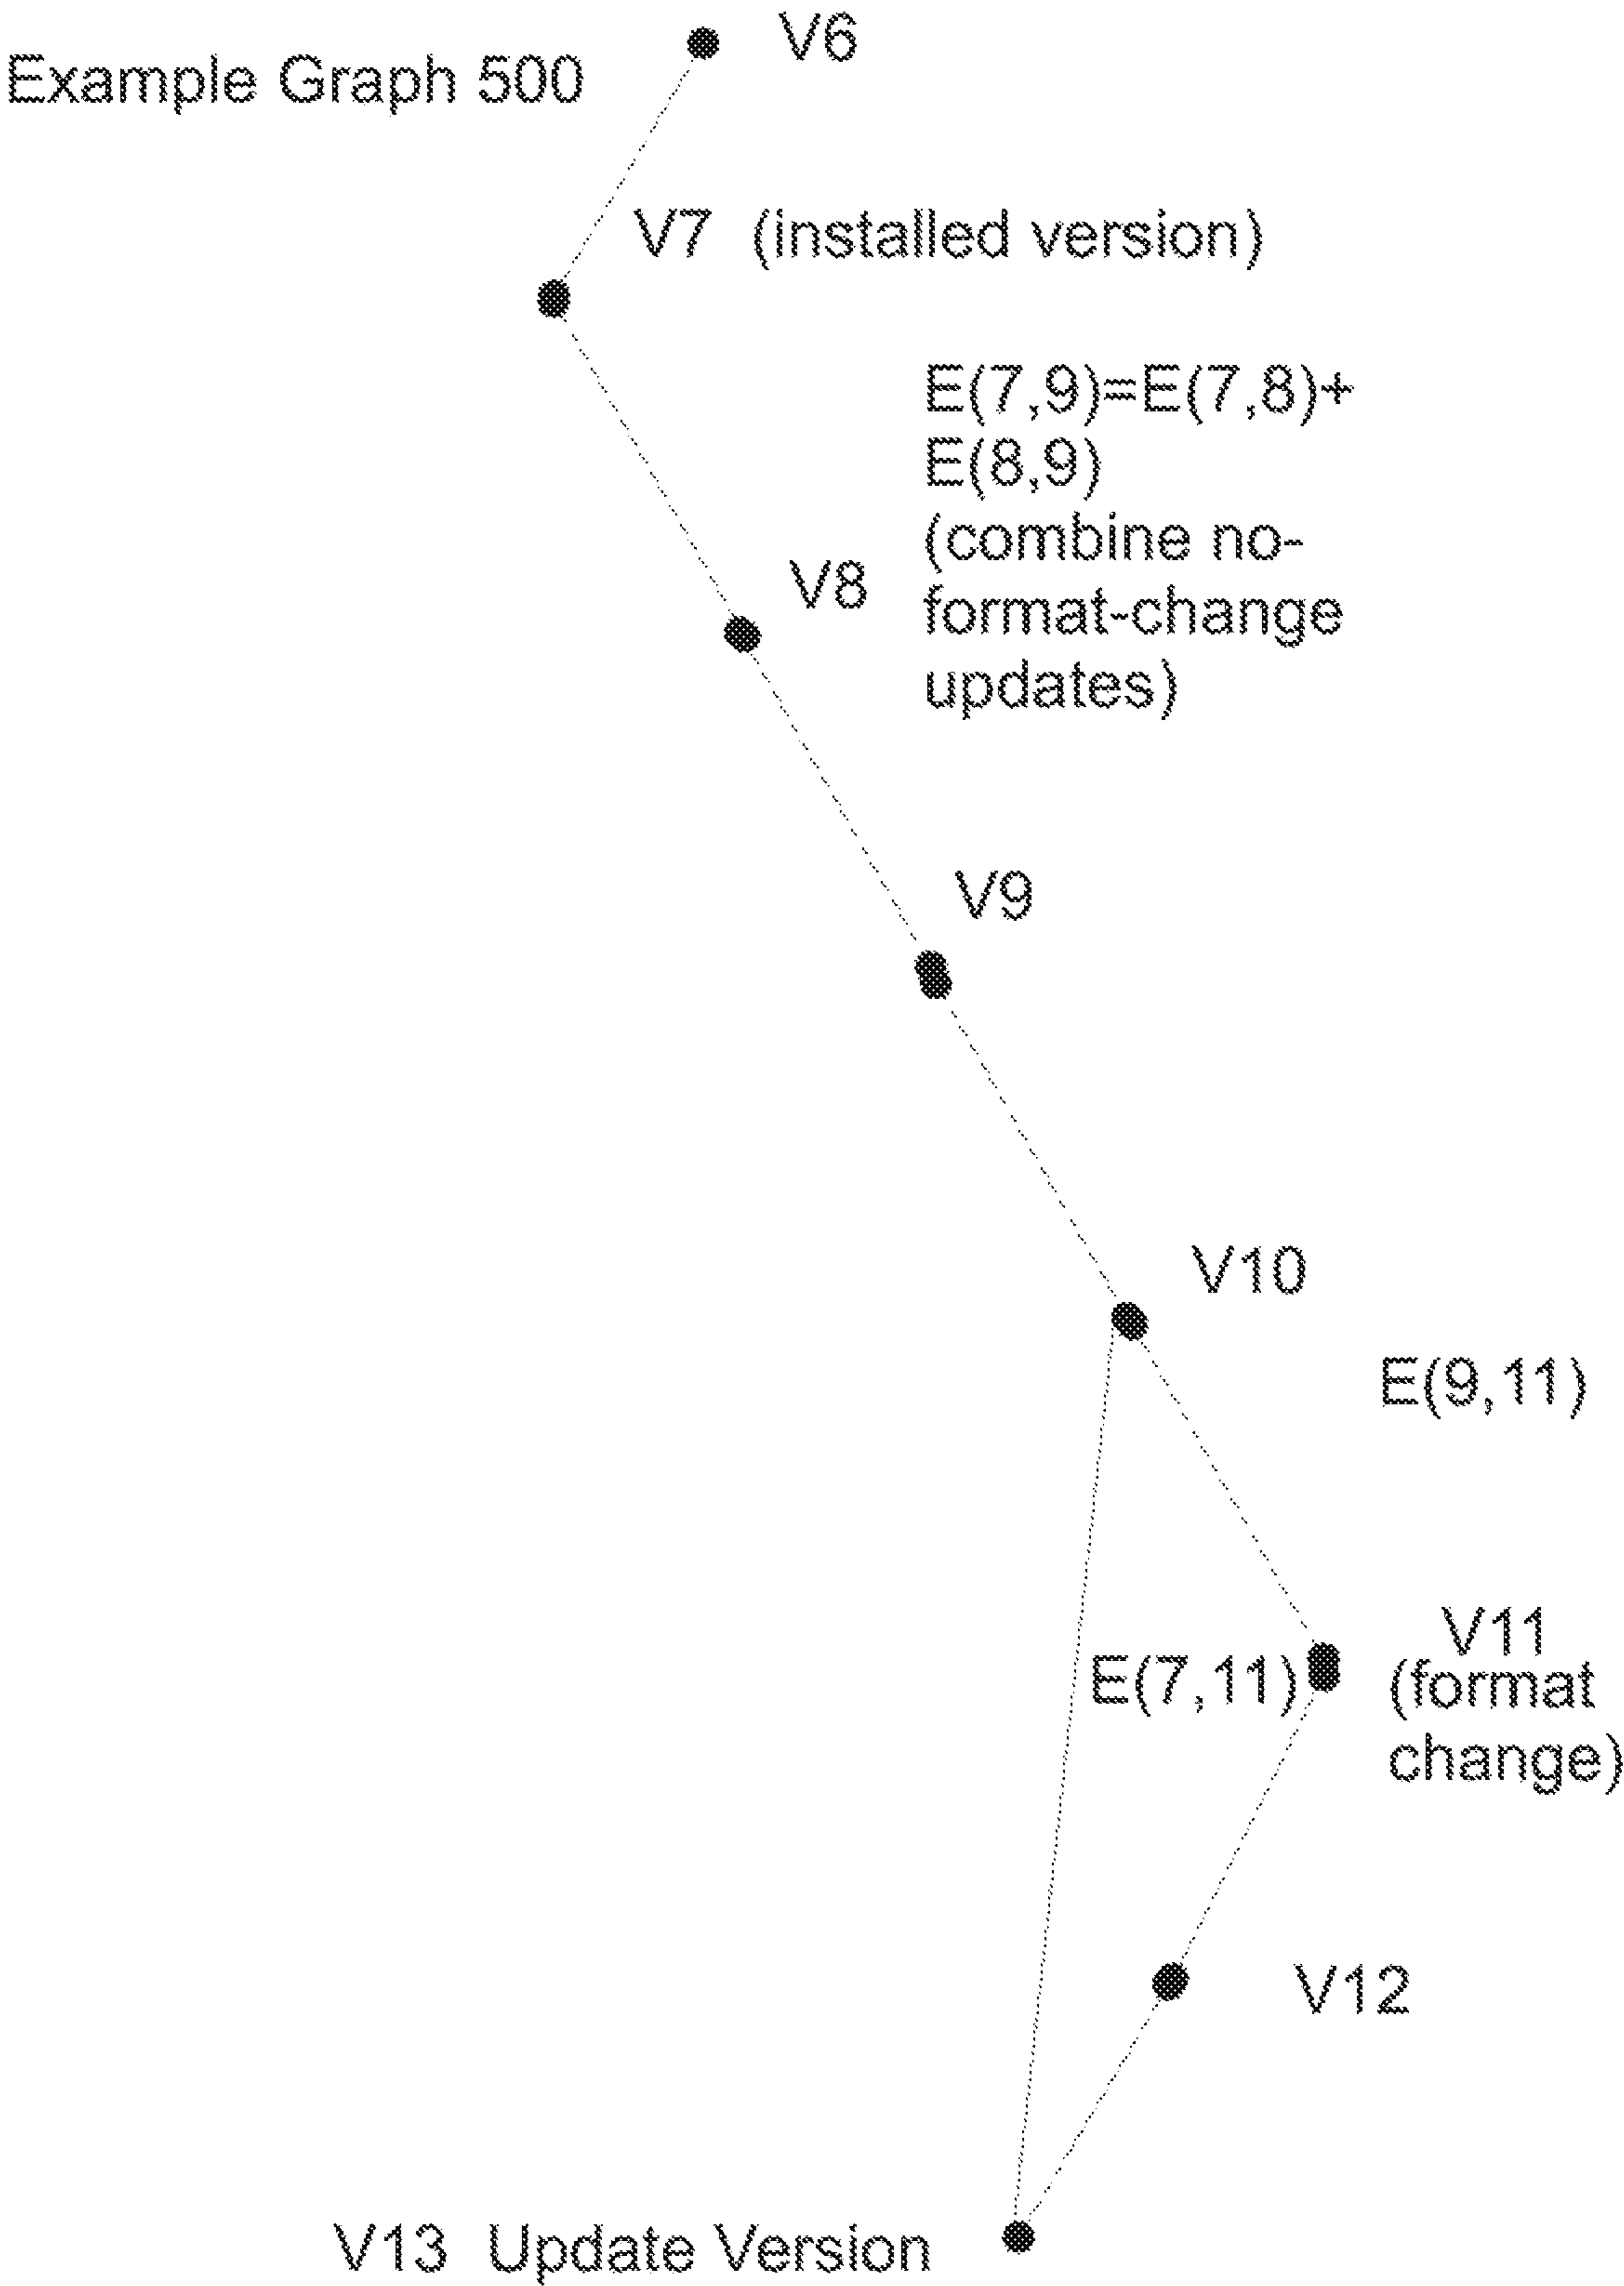 V6
Example Graph 500
V7 (installed version)
E(7,9)=E(7,8)+
E(8,9)
(combine no-
V8
format-change
updates)
V9
V10
E(9,11)
V11
E(7,11)
(format
change)
V12
V13 Update Version